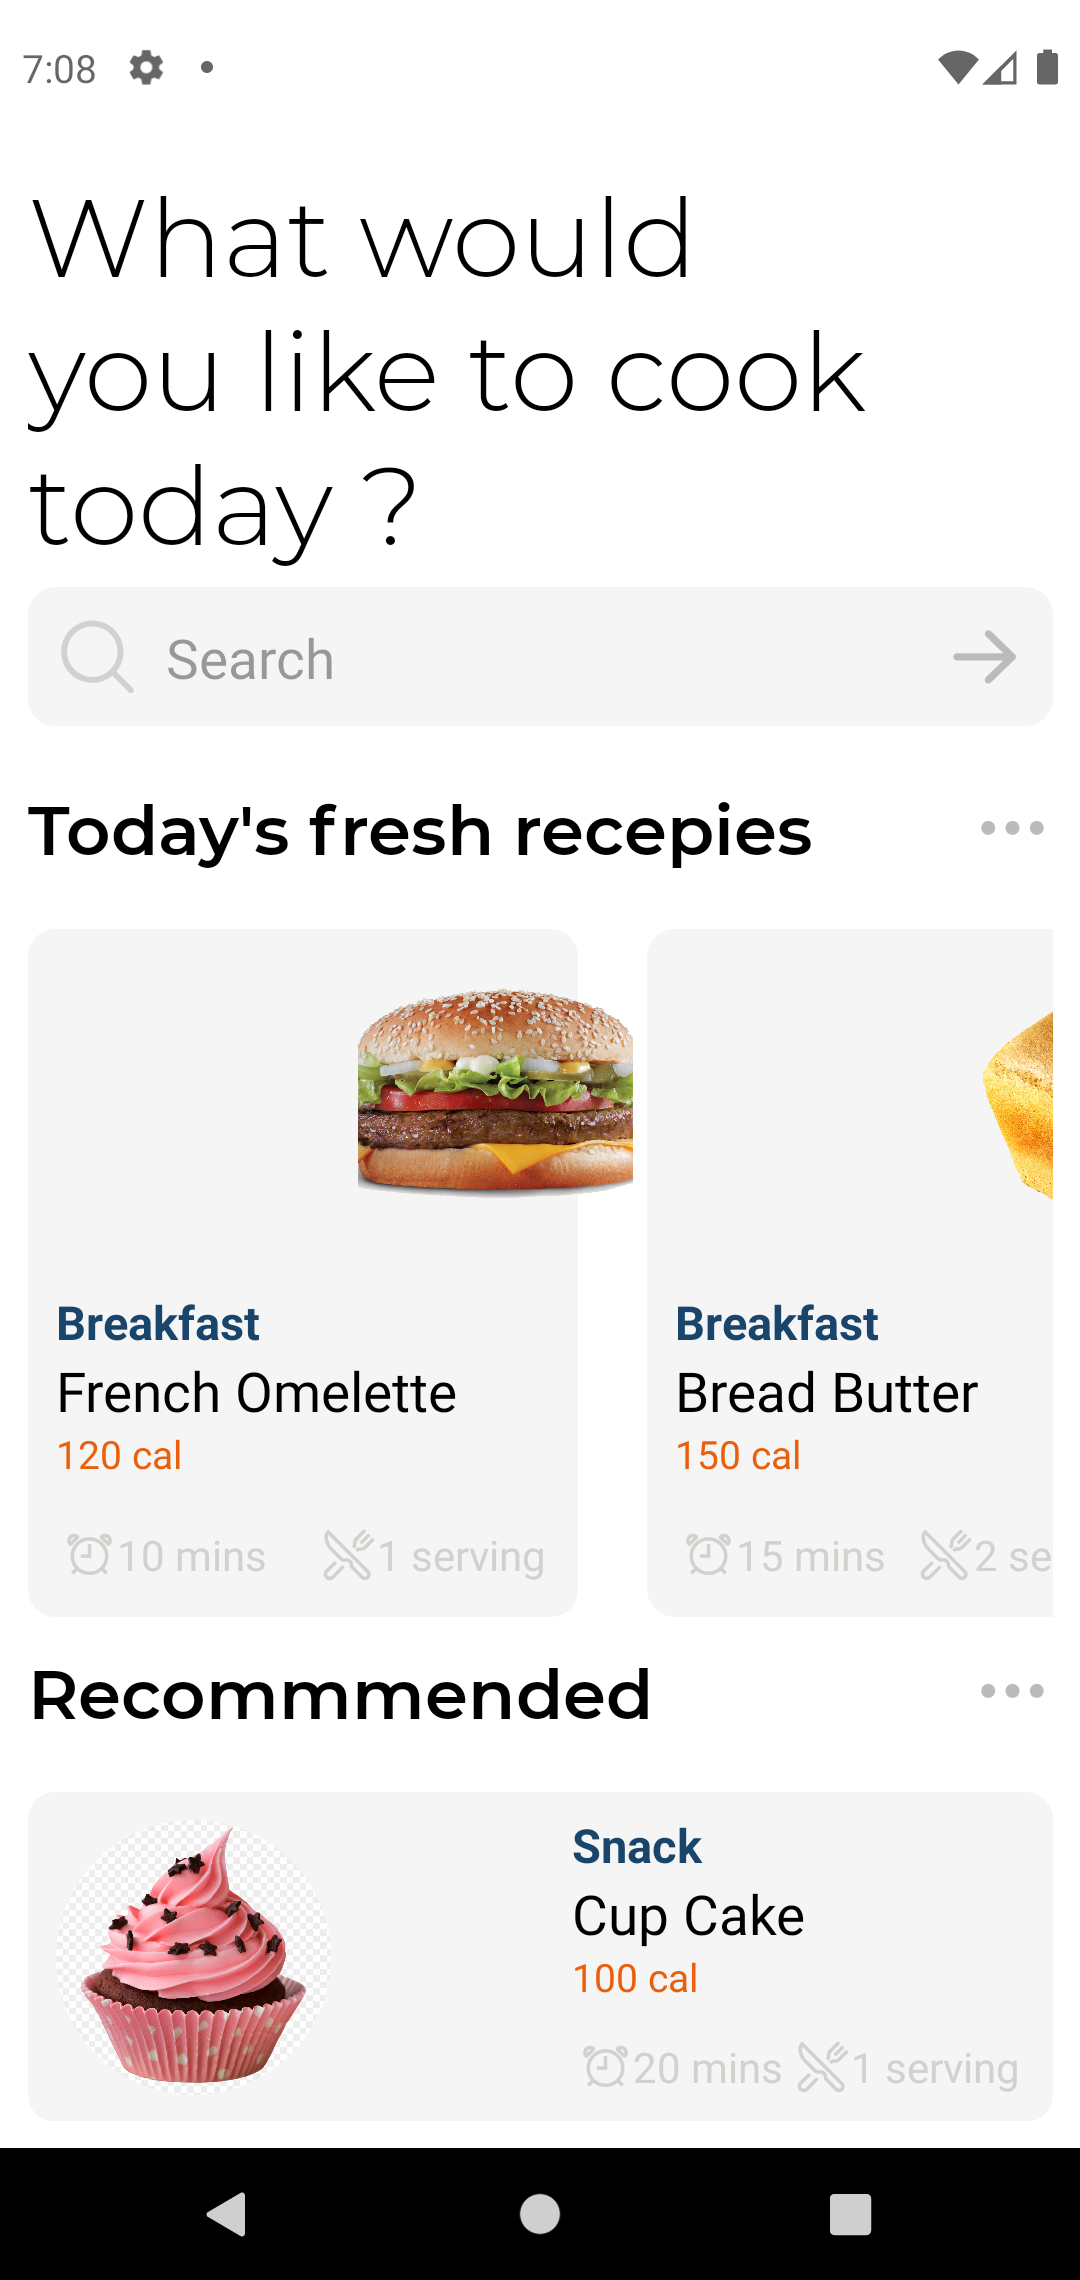 7:08
What would
you like to cook
today ?
Search
Today's fresh recepies
Breakfast
French Omelette
120 cal
10 mins
1 serving
Breakfast
Bread Butter
150 cal
15 mins
2 se
Recommmended
Snack
Cup Cake
100 cal
20 mins
1 serving